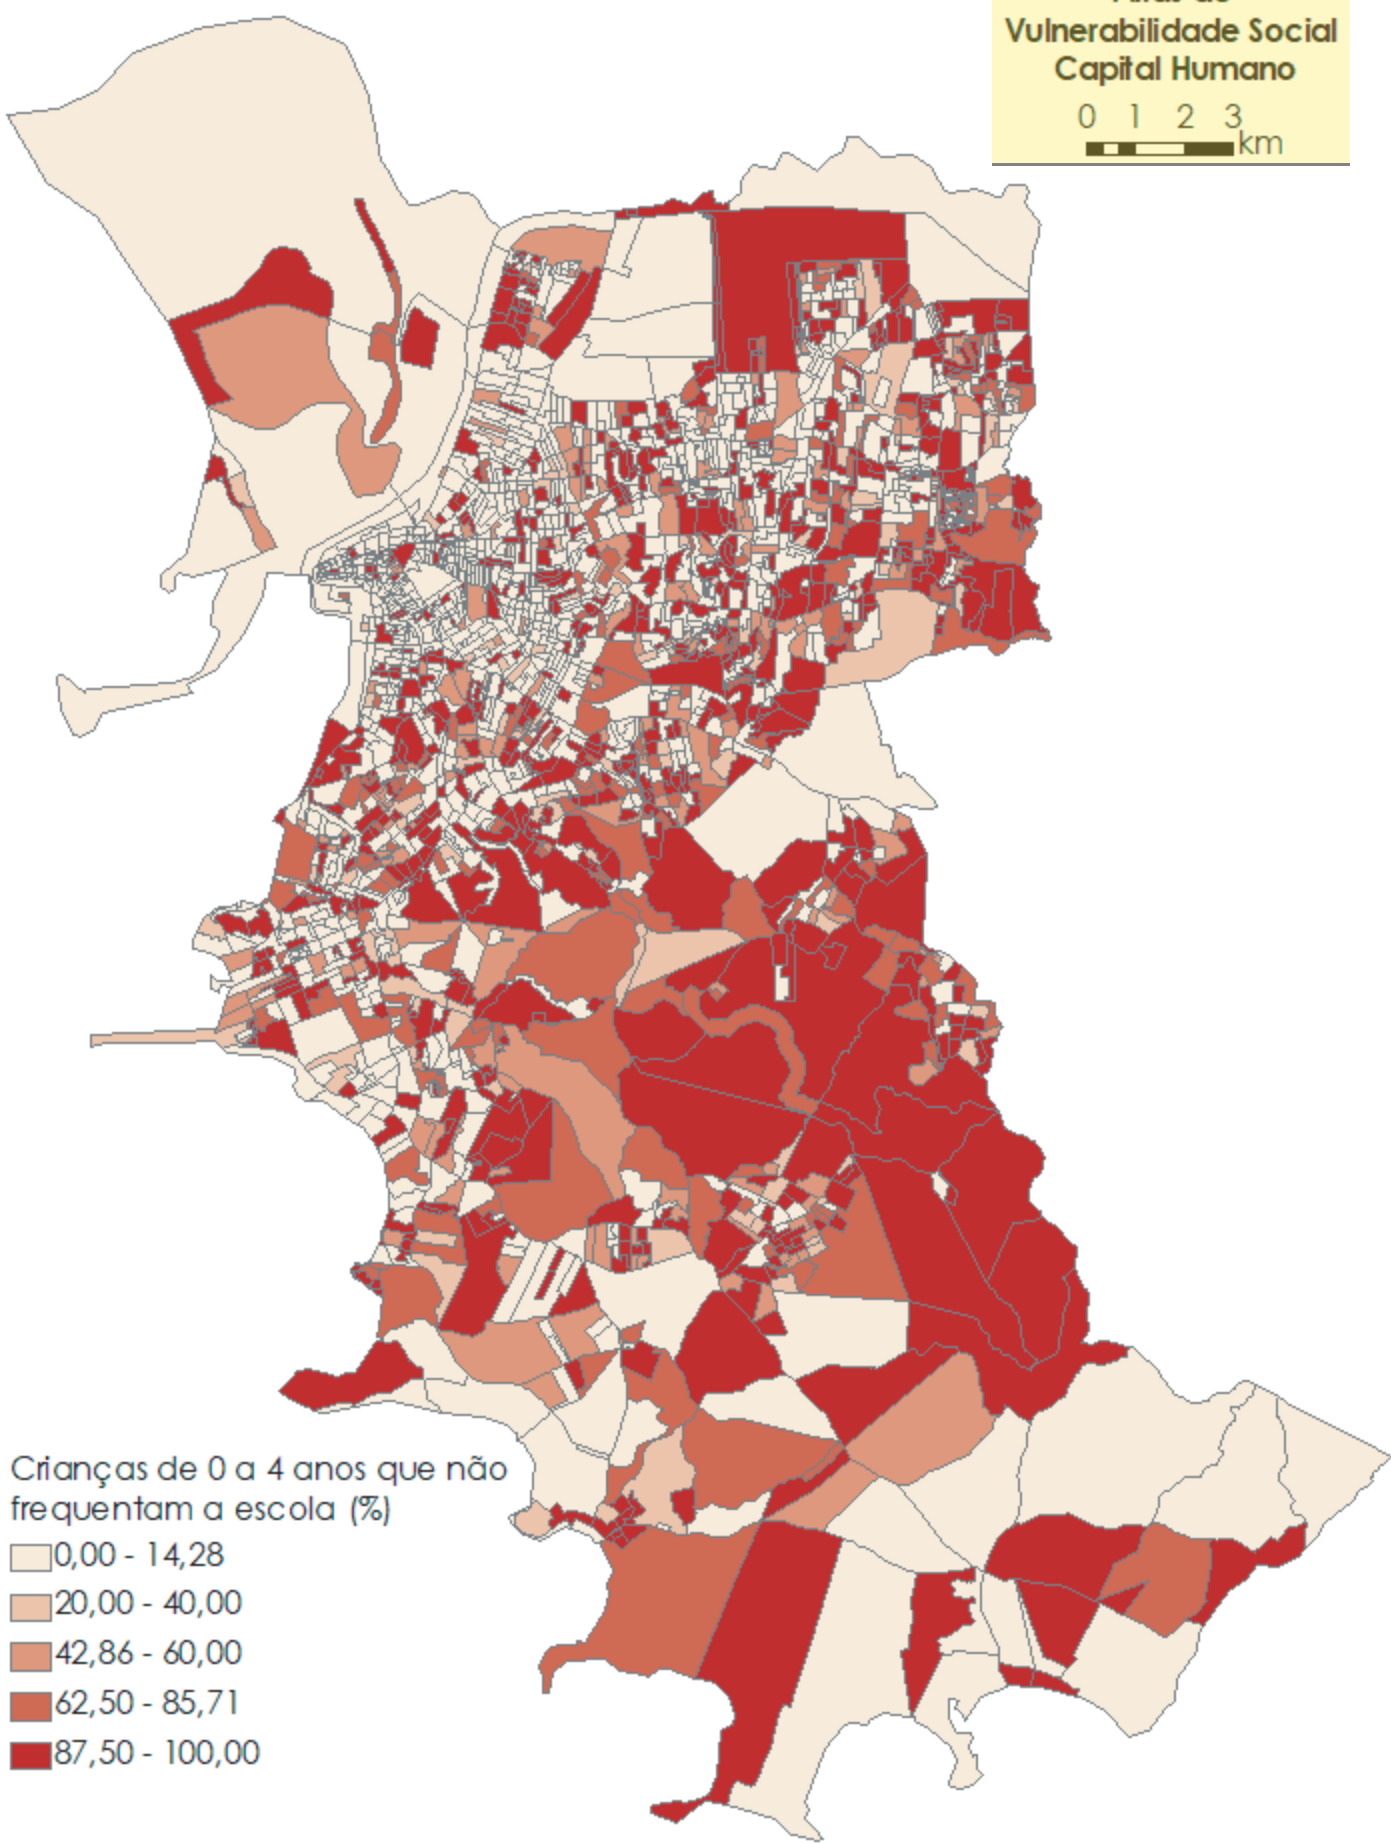 Vulnerabilidade Social
Capital Humano
0 1 2 3
km
Crianças de 0 a 4 anos que não
frequentam a escola (%)
0,00 - 14,28
20,00 - 40,00
42,86 - 60,00
62,50 - 85,71
87,50 - 100,00